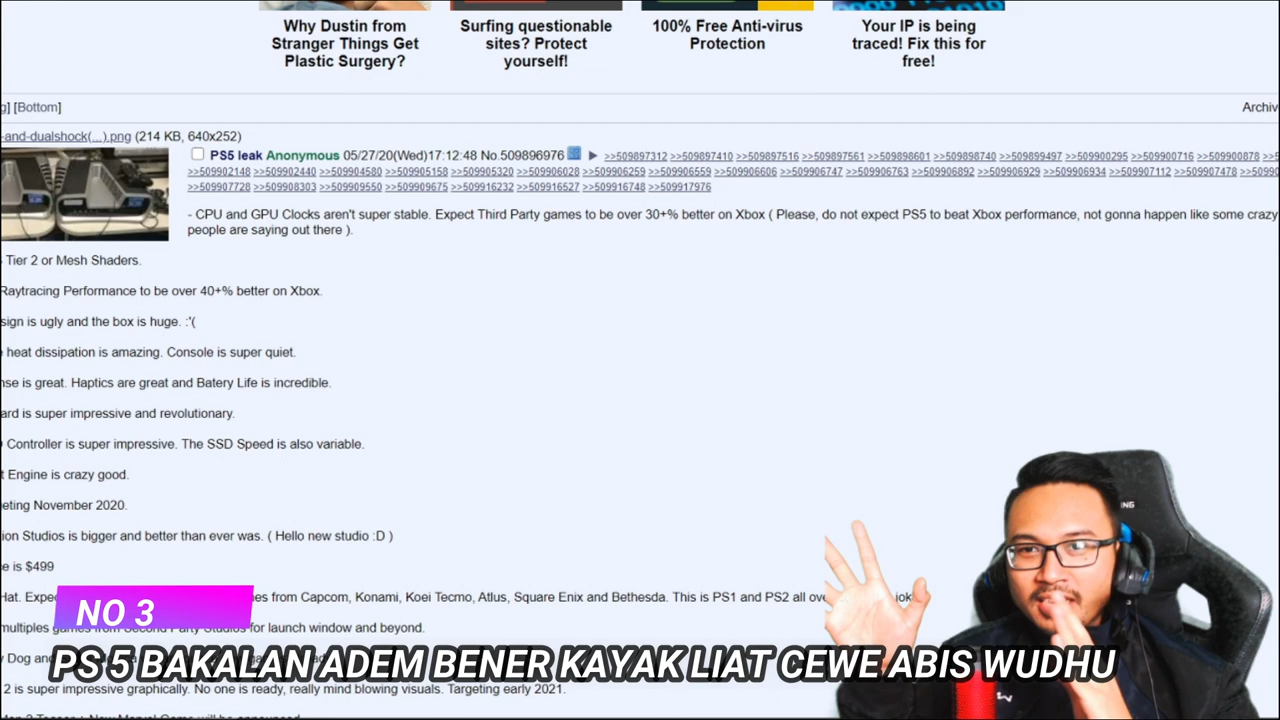 Why Dustin from
Stranger Things Get
Plastic Surgery?
Surfing questionable
sites? Protect
yourself!
100% Free Anti-virus
Protection
Your IP is being
traced! Fix this for
free!
g] [Bottom]
Archiv
-and-dualshock(...).png (214 KB, 640x252)
PS5 leak Anonymous 05/27/20(Wed)17:12:48 No.509896976 ▶ >>509897312 >>509897410 >>509897516 >>509897561 >>509898601 >>509898740 >>509899497 >>509900295 >>509900716 >>509900878 >>5
>>509902148 >>509902440 >>509904580 >>509905158 >>509905320 >>509906028 >>509906259 >>509906559 >>509906606 >>509906747 >>509906763 >>509906892 >>509906929 >>509906934 >>509907112 >>509907478 >>5090
>>509907728 >>509908303 >>509909550 >>509909675 >>509916232 >>509916527 >>509916748 >>509917976
- CPU and GPU Clocks aren't super stable. Expect Third Party games to be over 30+% better on Xbox ( Please, do not expect PS5 to beat Xbox performance, not gonna happen like some crazy
people are saying out there ).
Tier 2 or Mesh Shaders.
Raytracing Performance to be over 40+% better on Xbox.
sign is ugly and the box is huge. :'(
heat dissipation is amazing. Console is super quiet.
nse is great. Haptics are great and Batery Life is incredible.
ard is super impressive and revolutionary.
Controller is super impressive. The SSD Speed is also variable.
t Engine is crazy good.
eting November 2020.
ion Studios is bigger and better than ever was. ( Hello new studio :D )
e is $499
Hat. Expe es from Capcom, Konami, Koei Tecmo, Atlus, Square Enix and Bethesda. This is PS1 and PS2 all ove jok
multiples games from Second Party Studios for launch window and beyond.
NO 3
PS 5 BAKALAN ADEM BENER KAYAK LIAT CEWE ABIS WUDHU
y Dog an
2 is super impressive graphically. No one is ready, really mind blowing visuals. Targeting early 2021.
ING